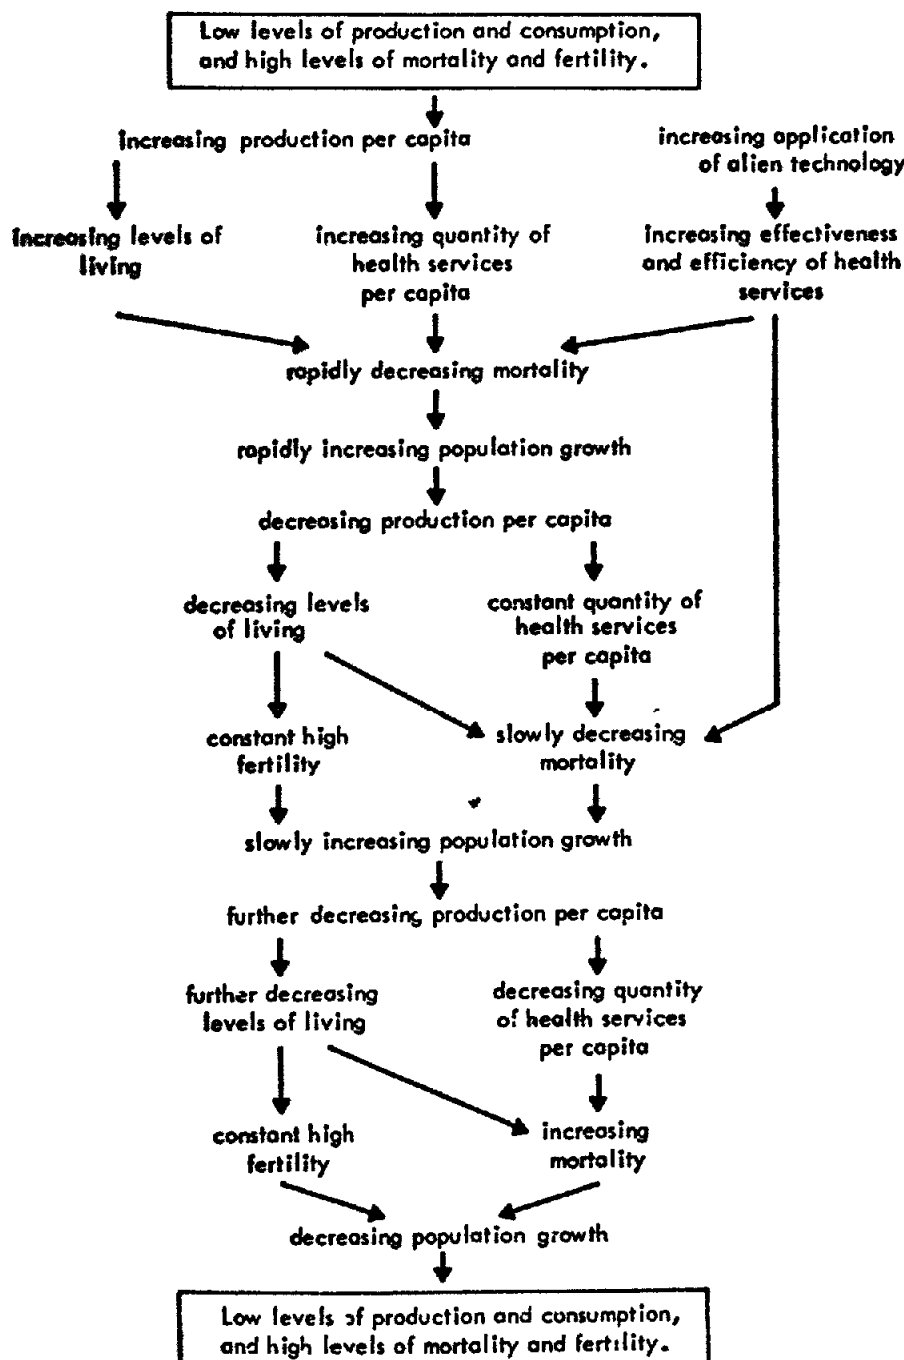 Low levels of production and consumption,
and high levels of mortality and fertility.
increasing production per capita
increasing application
of alien technology
increasing levels of
living
increasing quantity of
health services
per capita
increasing effectiveness
and efficiency of health
services
rapidly decreasing mortality
rapidly increasing population growth
decreasing production per capita
decreasing levels
of living
constant quantity of
health services
per capita
constant high
fertility
slowly decreasing
mortality
slowly increasing population growth
further decreasing production per capita
further decreasing
levels of living
decreasing quantity
of health services
per capita
constant high
fertility
increasing
mortality
decreasing population growth
Low levels of production and consumption,
and high levels of mortality and fertility.